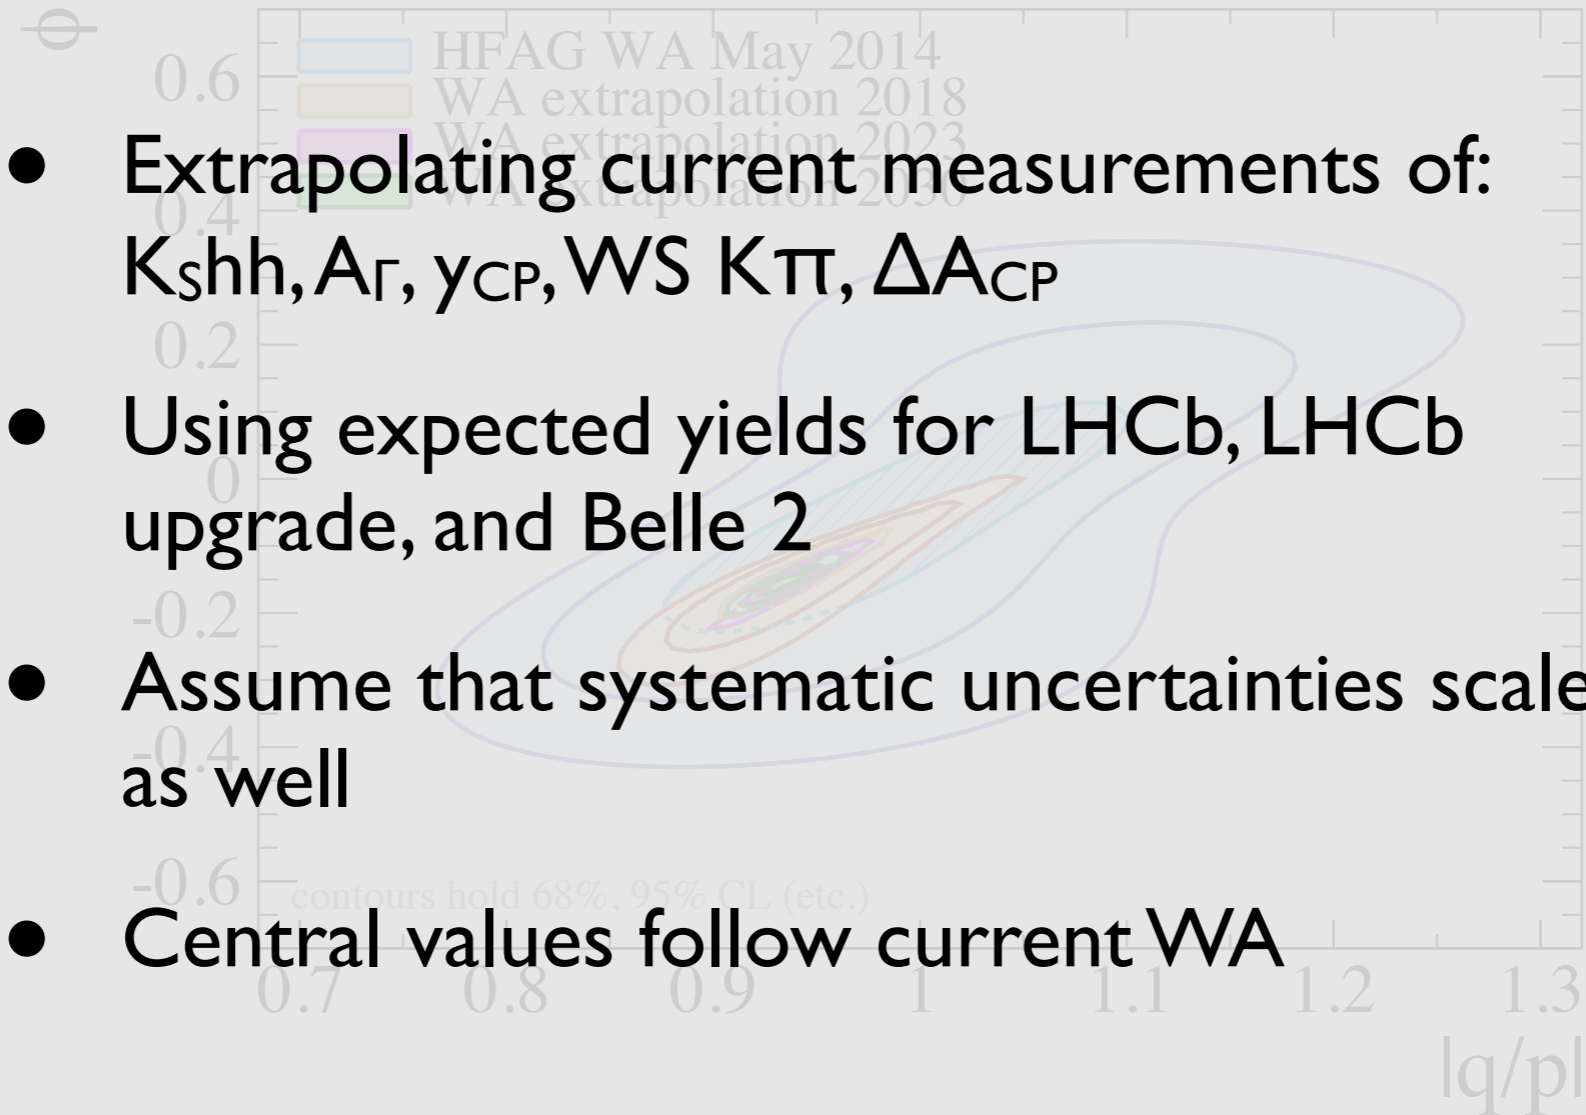 ϕ
0.6
HFAG WA May 2014
WA extrapolation 2018
WA extrapolation 2023
WA extrapolation 2030
• Extrapolating current measurements of:
0.4
KShh, AΓ, yCP, WS Kπ, ΔACP
0.2
• Using expected yields for LHCb, LHCb
0
upgrade, and Belle 2
-0.2
• Assume that systematic uncertainties scale
-0.4
as well
-0.6
contours hold 68%, 95% CL (etc.)
• Central values follow current WA
0.7 0.8 0.9 1 1.1 1.2 1.3
|q/p|